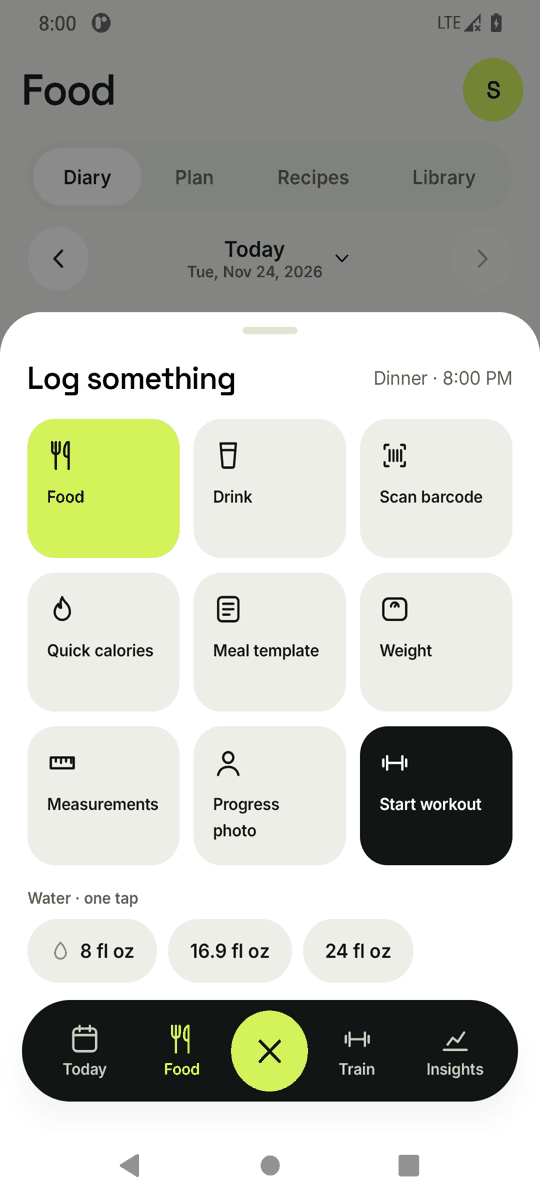 8:00
LTE
Food
S
Diary
Plan
Recipes
Library
Today
Tue, Nov 24, 2026
Log something
Dinner · 8:00 PM
Food
Drink
Scan barcode
Quick calories
Meal template
Weight
Measurements
Progress
photo
Start workout
Water · one tap
8 fl oz
16.9 fl oz
24 fl oz
Today
Food
Train
Insights